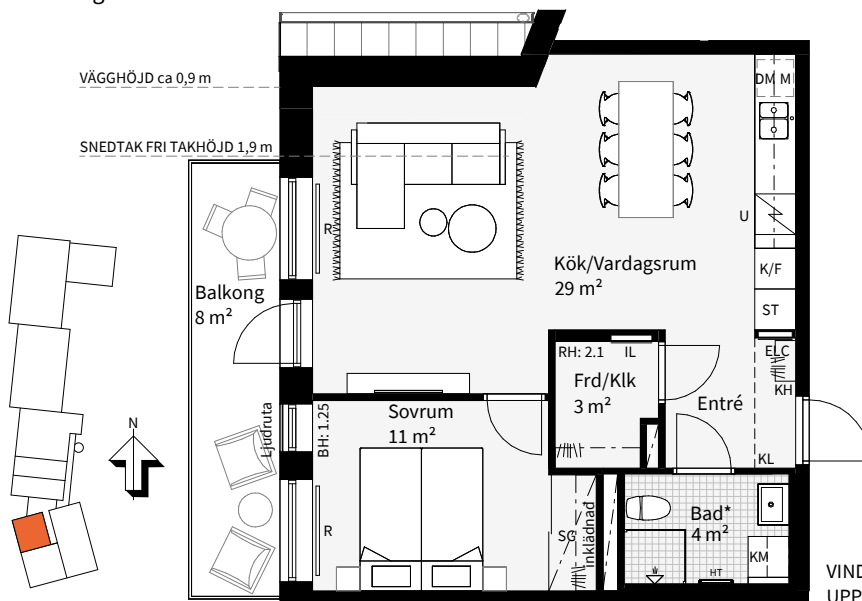 VÄGGHÖJD ca 0,9 m
SNEDTAK FRI TAKHÖJD 1,9 m
DM M
R
U
K/F
ST
Kök/Vardagsrum
29 m²
Balkong
8 m²
RH: 2.1 IL
ELC
KH
Frd/Klk
3 m²
Entré
KL
N
Ljudruta
BH: 1.25
Sovrum
11 m²
R
SG
inklädnad
Bad*
4 m²
KM
HT
VIND
UPP